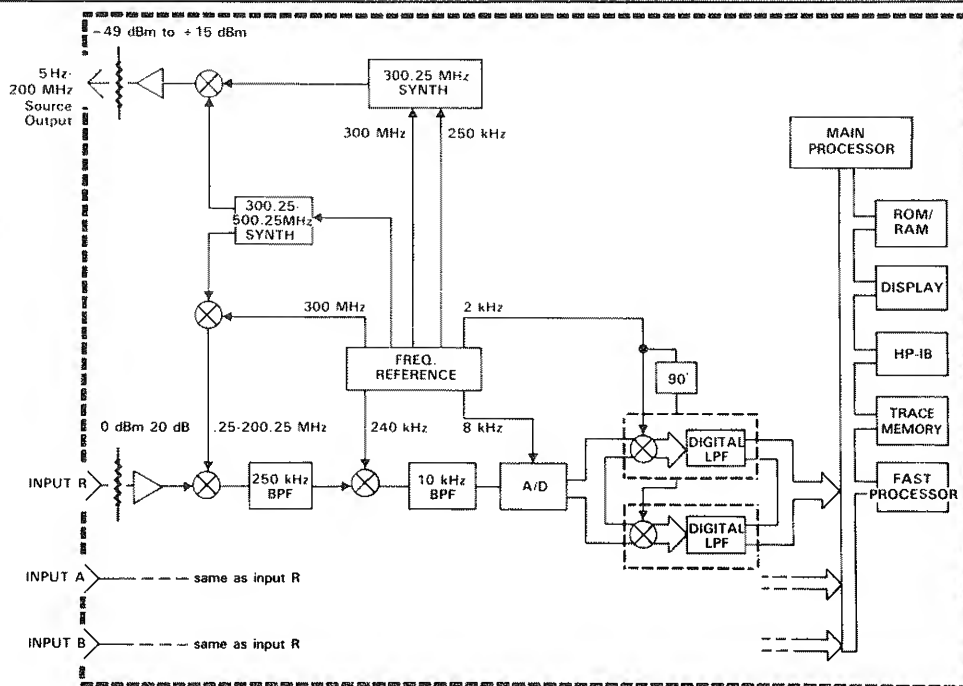 −49 dBm to +15 dBm
5 Hz-
200 MHz
Source
Output
300.25 MHz
SYNTH
300 MHz
250 kHz
MAIN
PROCESSOR
300.25-
500.25MHz
SYNTH
ROM/
RAM
DISPLAY
300 MHz
2 kHz
FREQ.
REFERENCE
90°
HP-IB
TRACE
MEMORY
0 dBm 20 dB
.25-200.25 MHz
240 kHz
8 kHz
DIGITAL
LPF
INPUT R
250 kHz
BPF
10 kHz
BPF
A/D
FAST
PROCESSOR
DIGITAL
LPF
INPUT A
same as input R
INPUT B
same as input R